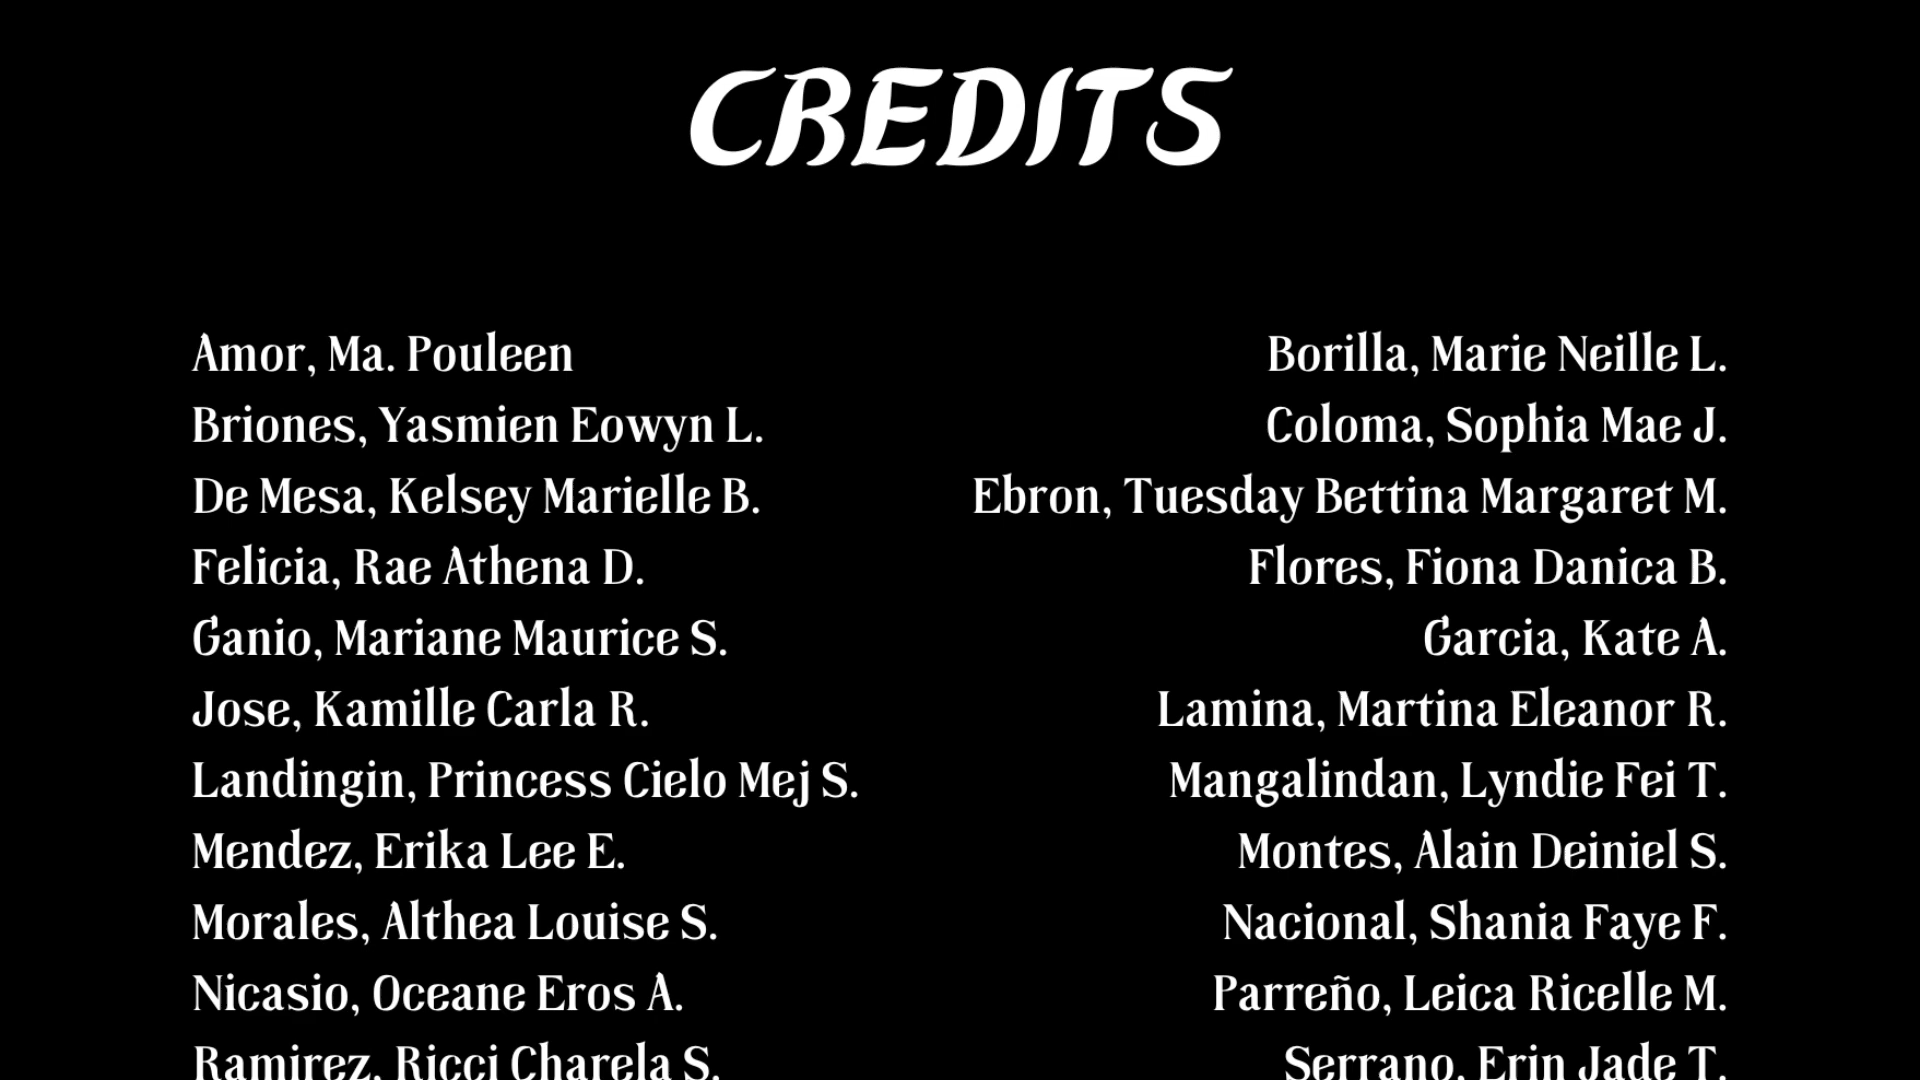 CREDITS
Amor, Ma. Pouleen
Borilla, Marie Neille L.
Briones, Yasmien Eowyn L.
Coloma, Sophia Mae J.
De Mesa, Kelsey Marielle B.
Ebron, Tuesday Bettina Margaret M.
Felicia, Rae Athena D.
Flores, Fiona Danica B.
Ganio, Mariane Maurice S.
Garcia, Kate A.
Jose, Kamille Carla R.
Lamina, Martina Eleanor R.
Landingin, Princess Cielo Mej S.
Mangalindan, Lyndie Fei T.
Mendez, Erika Lee E.
Montes, Alain Deiniel S.
Morales, Althea Louise S.
Nacional, Shania Faye F.
Nicasio, Oceane Eros A.
Parreño, Leica Ricelle M.
Ramirez, Ricci Charela S.
Serrano, Erin Jade T.